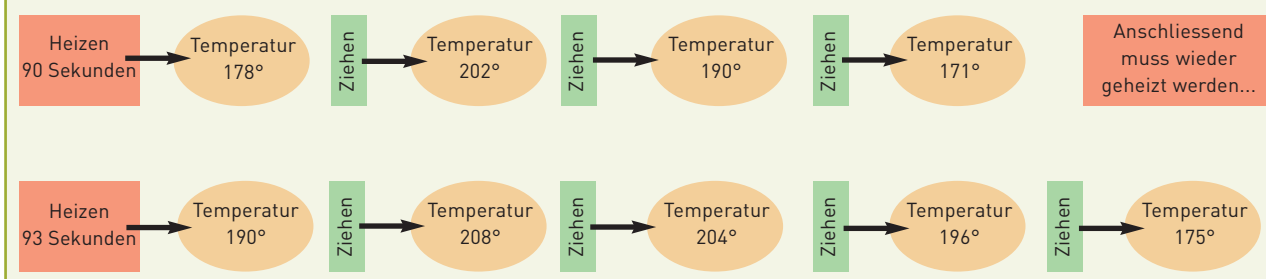 Heizen
90 Sekunden
Temperatur
178°
Ziehen
Temperatur
202°
Ziehen
Temperatur
190°
Ziehen
Temperatur
171°
Anschliessend
muss wieder
geheizt werden...
Heizen
93 Sekunden
Temperatur
190°
Ziehen
Temperatur
208°
Ziehen
Temperatur
204°
Ziehen
Temperatur
196°
Ziehen
Temperatur
175°